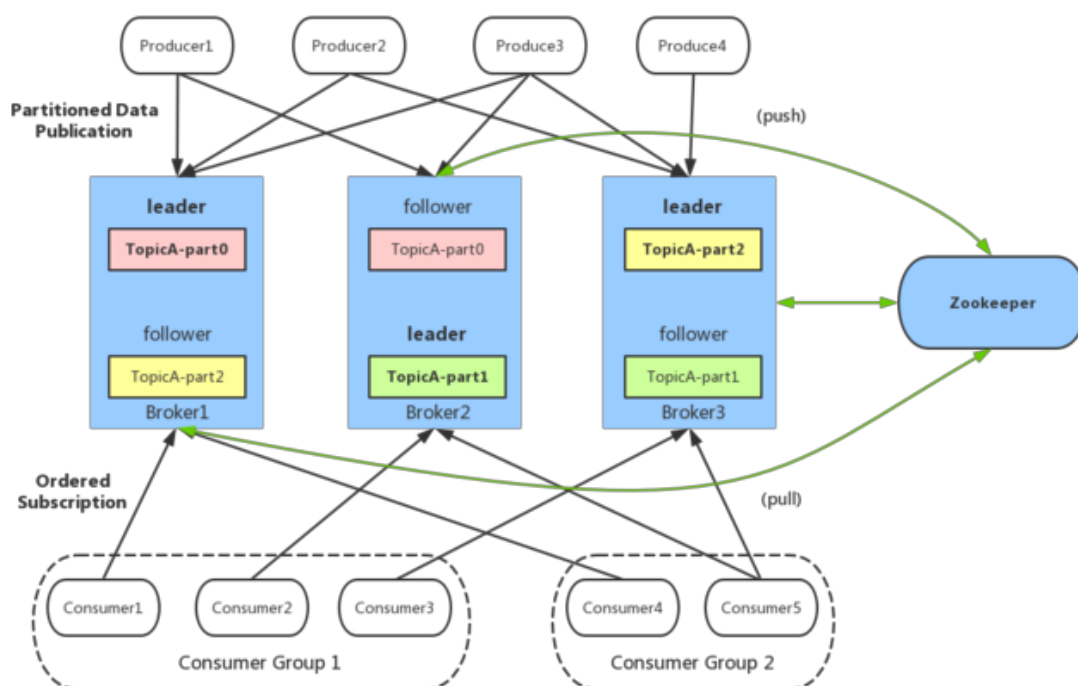 Producer1
Producer2
Produce3
Produce4
Partitioned Data
Publication
(push)
leader
TopicA-part0
follower
TopicA-part2
Broker1
follower
TopicA-part0
leader
TopicA-part1
Broker2
leader
TopicA-part2
follower
TopicA-part1
Broker3
Zookeeper
Ordered
Subscription
(pull)
Consumer1
Consumer2
Consumer3
Consumer Group 1
Consumer4
Consumer5
Consumer Group 2